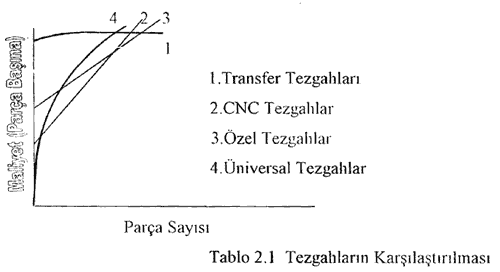 4 2 3
1
Maliyet (Parça Başına)
1.Transfer Tezgahları
2.CNC Tezgahlar
3.Özel Tezgahlar
4.Üniversal Tezgahlar
Parça Sayısı
Tablo 2.1 Tezgahların Karşılaştırılması